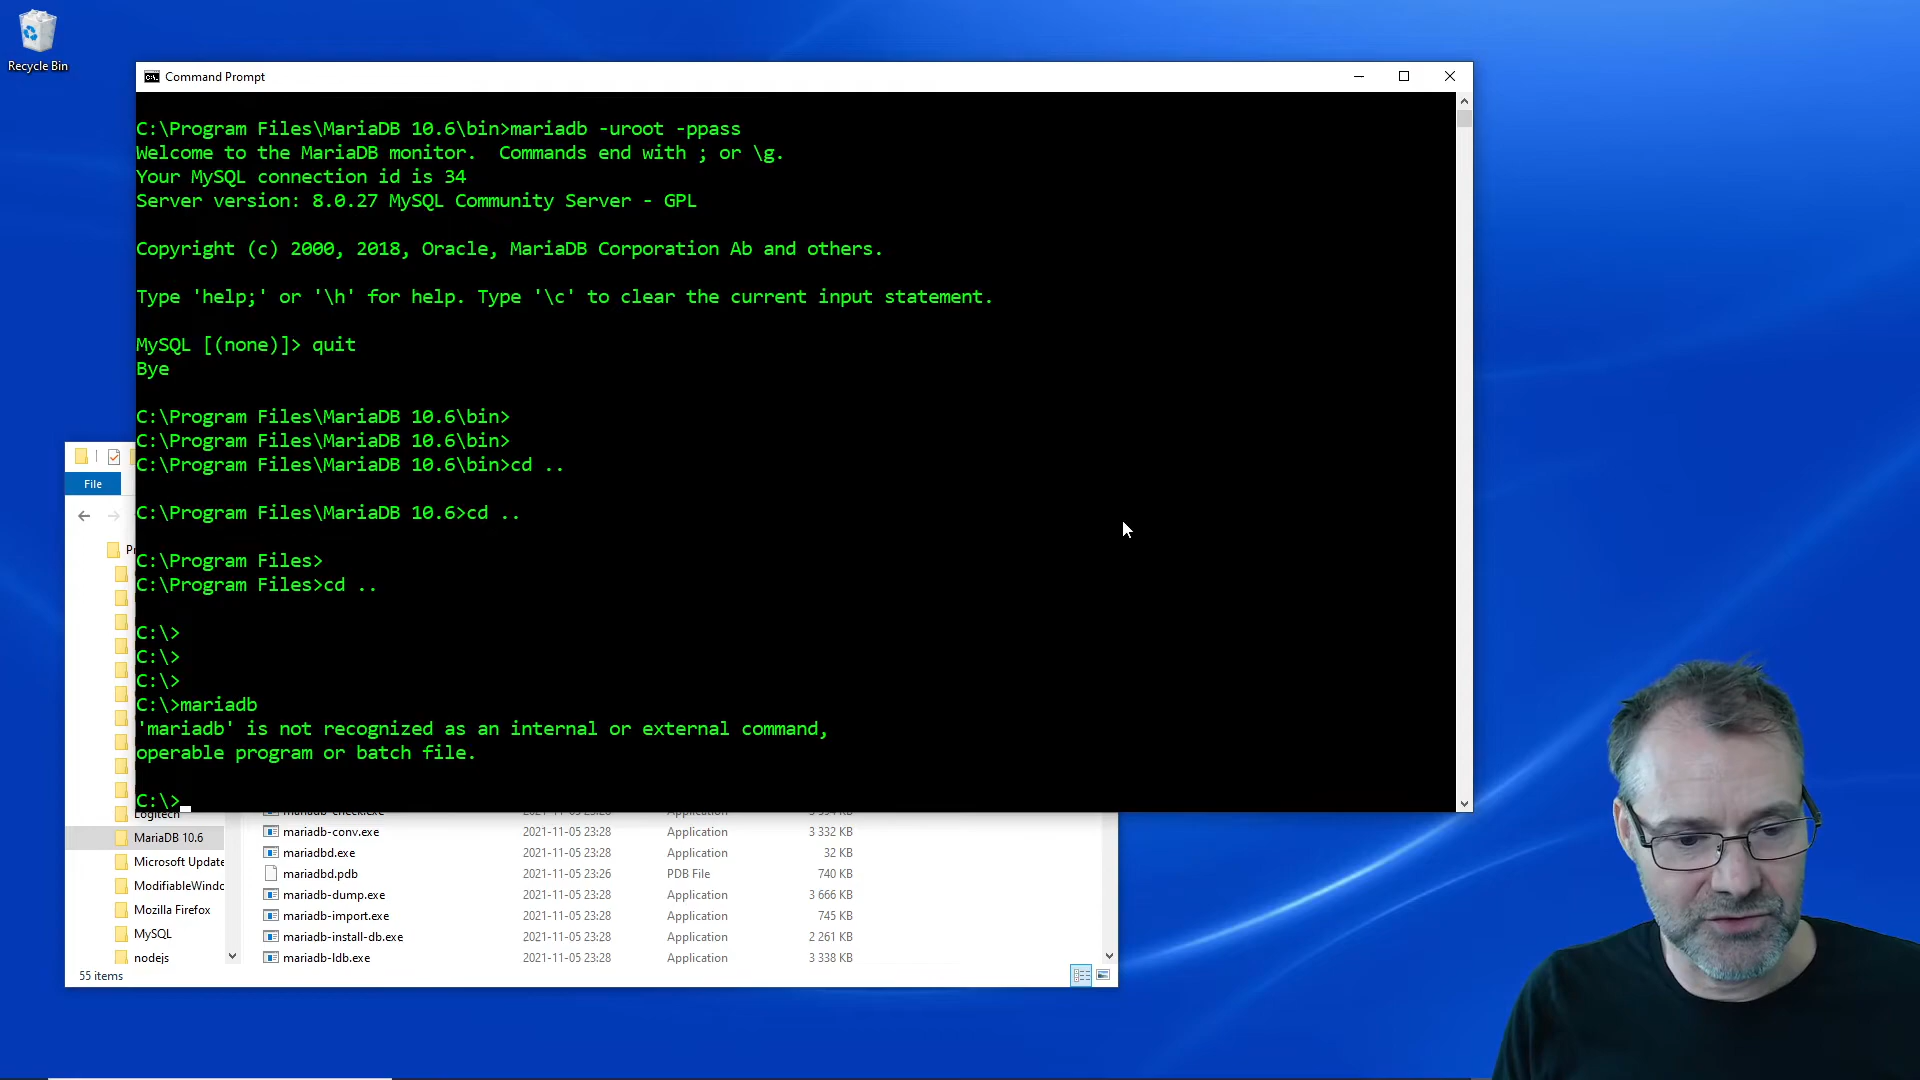 Recycle Bin
Command Prompt
C:\Program Files\MariaDB 10.6\bin>mariadb -uroot -ppass
Welcome to the MariaDB monitor.  Commands end with ; or \g.
Your MySQL connection id is 34
Server version: 8.0.27 MySQL Community Server - GPL
Copyright (c) 2000, 2018, Oracle, MariaDB Corporation Ab and others.
Type 'help;' or '\h' for help. Type '\c' to clear the current input statement.
MySQL [(none)]> quit
Bye
C:\Program Files\MariaDB 10.6\bin>
C:\Program Files\MariaDB 10.6\bin>
C:\Program Files\MariaDB 10.6\bin>cd ..
C:\Program Files\MariaDB 10.6>cd ..
C:\Program Files>
C:\Program Files>cd ..
C:\>
C:\>
C:\>
C:\>mariadb
'mariadb' is not recognized as an internal or external command,
operable program or batch file.
C:\>
File
Logitech
MariaDB 10.6
Microsoft Update
ModifiableWindo
Mozilla Firefox
MySQL
nodejs
mariadb-conv.exe 2021-11-05 23:28 Application 3 332 KB
mariadbd.exe 2021-11-05 23:28 Application 32 KB
mariadbd.pdb 2021-11-05 23:26 PDB File 740 KB
mariadb-dump.exe 2021-11-05 23:28 Application 3 666 KB
mariadb-import.exe 2021-11-05 23:28 Application 745 KB
mariadb-install-db.exe 2021-11-05 23:28 Application 2 261 KB
mariadb-ldb.exe 2021-11-05 23:28 Application 3 338 KB
55 items